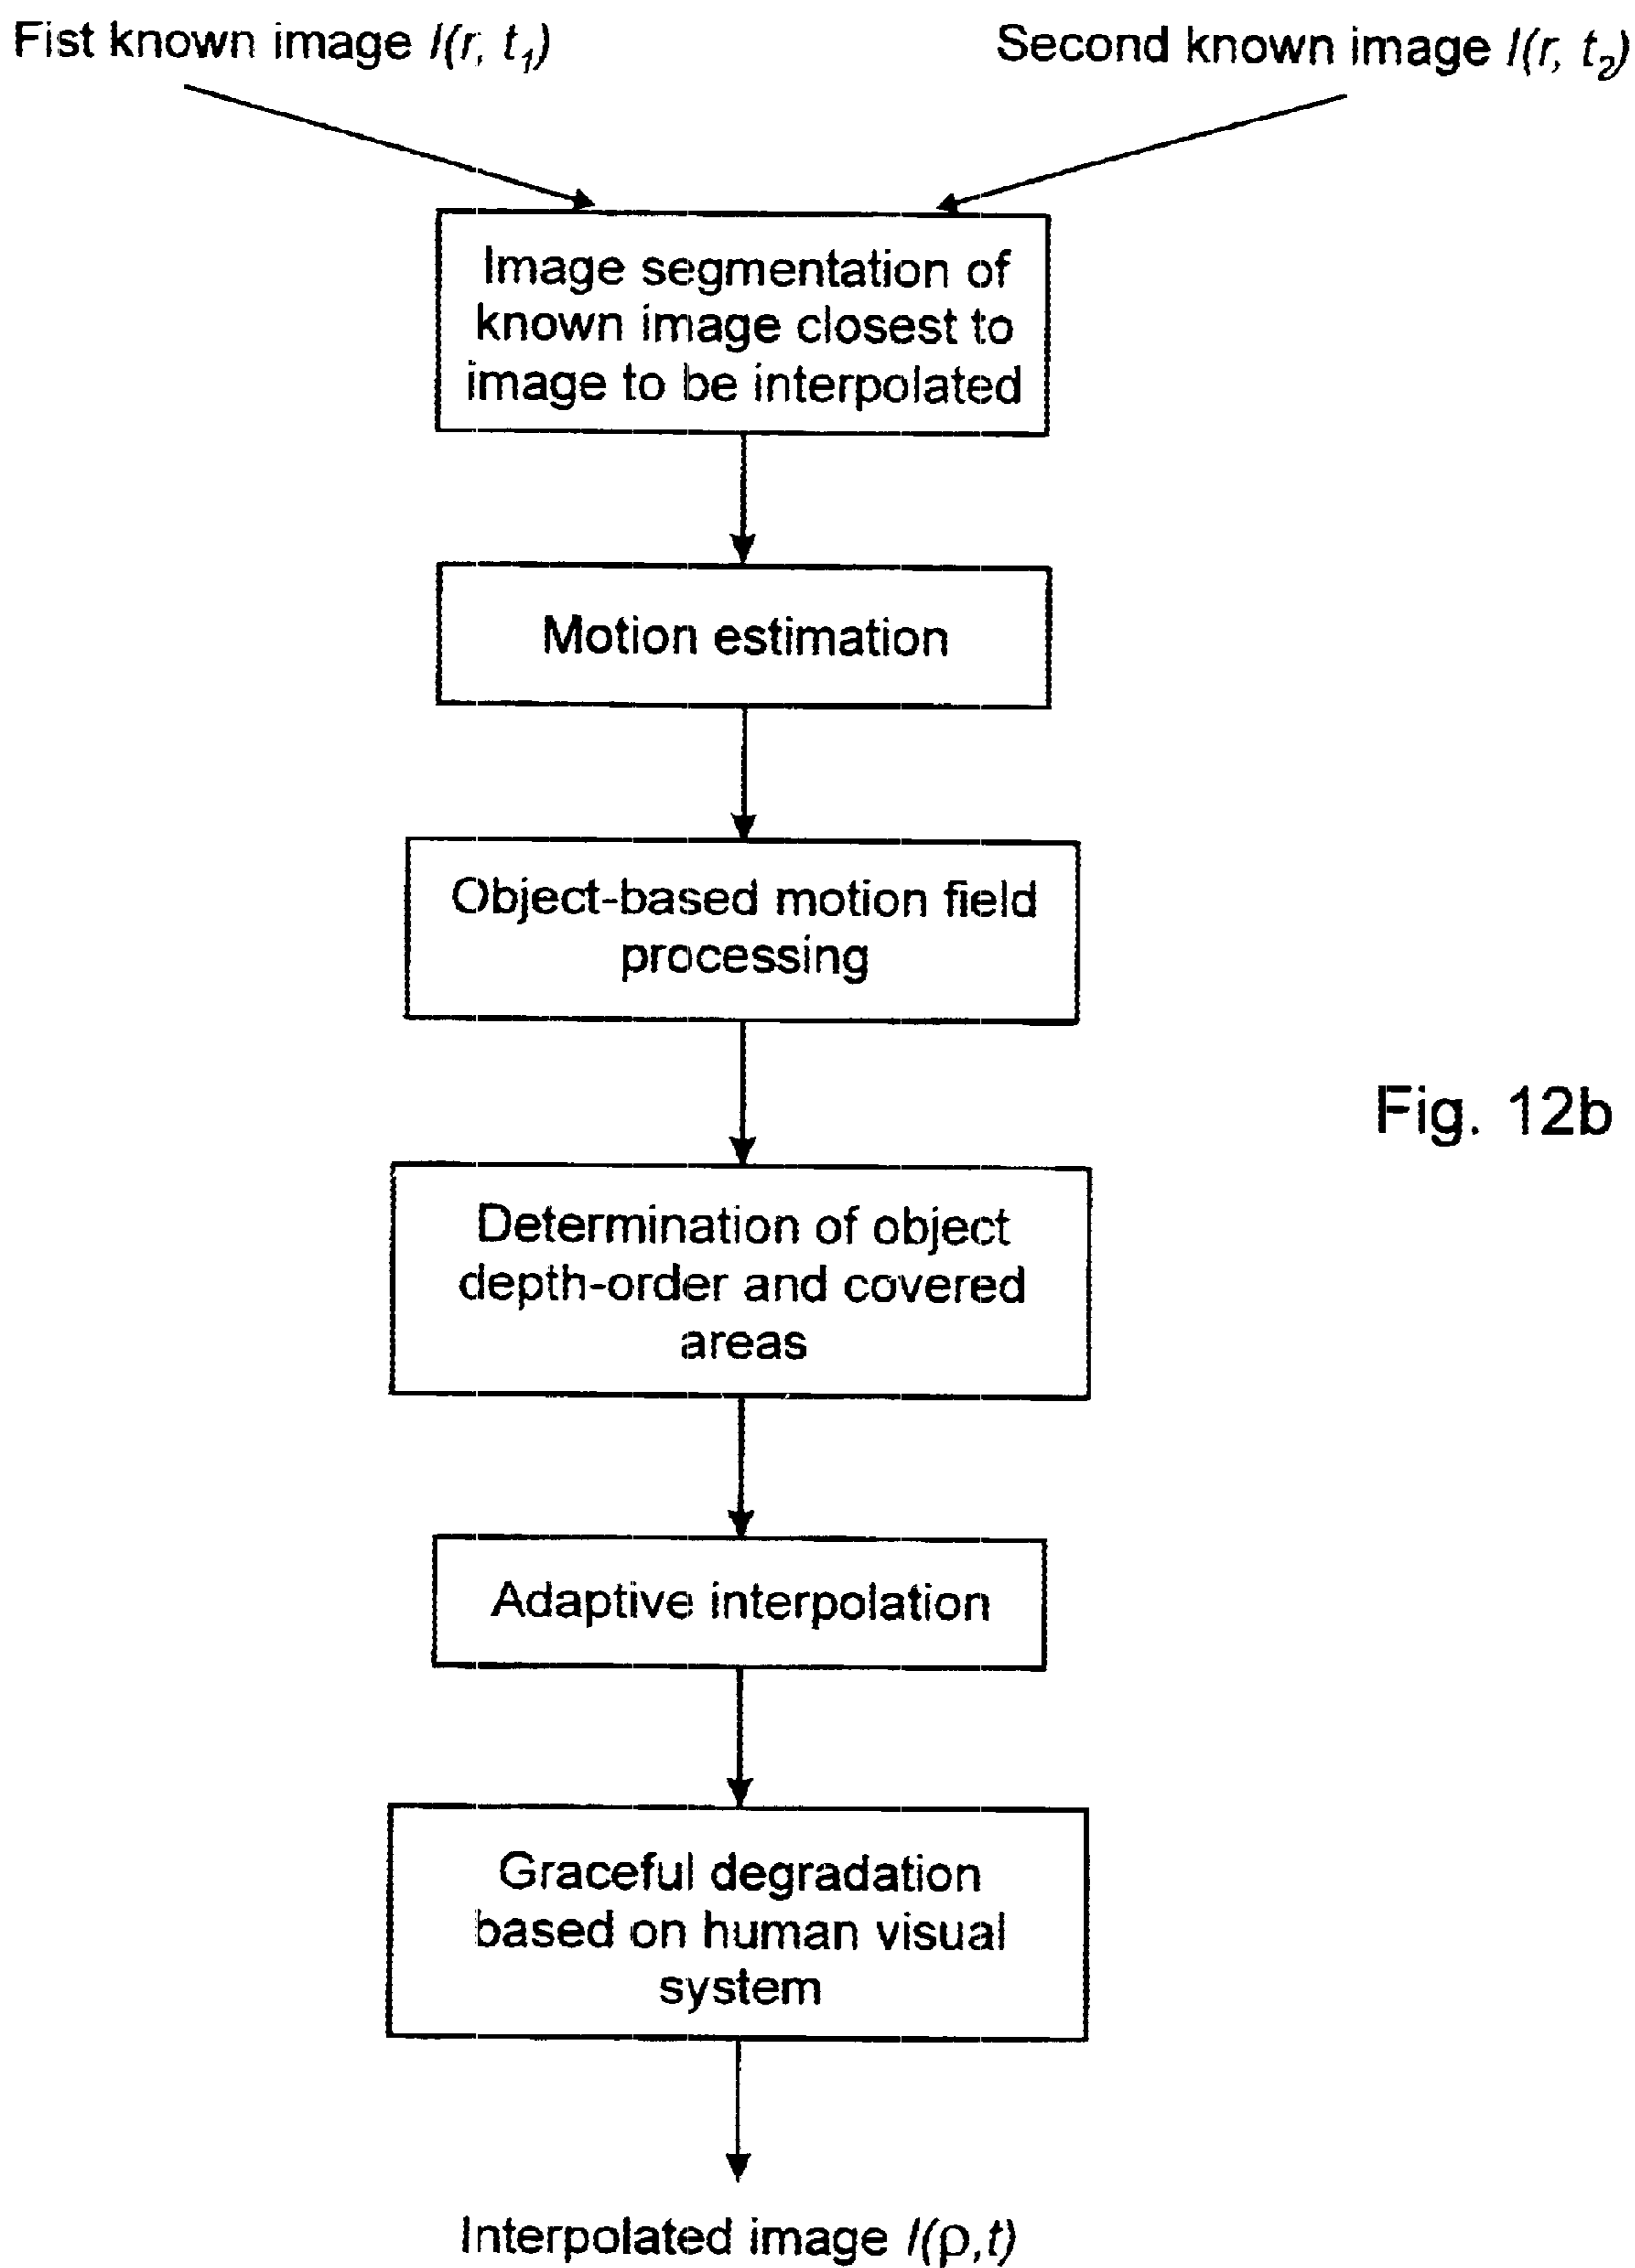 Fist known image I(r, t₁)
Second known image I(r, t₂)
Image segmentation of
known image closest to
image to be interpolated
Motion estimation
Object-based motion field
processing
Fig. 12b
Determination of object
depth-order and covered
areas
Adaptive interpolation
Graceful degradation
based on human visual
system
Interpolated image I(ρ,t)